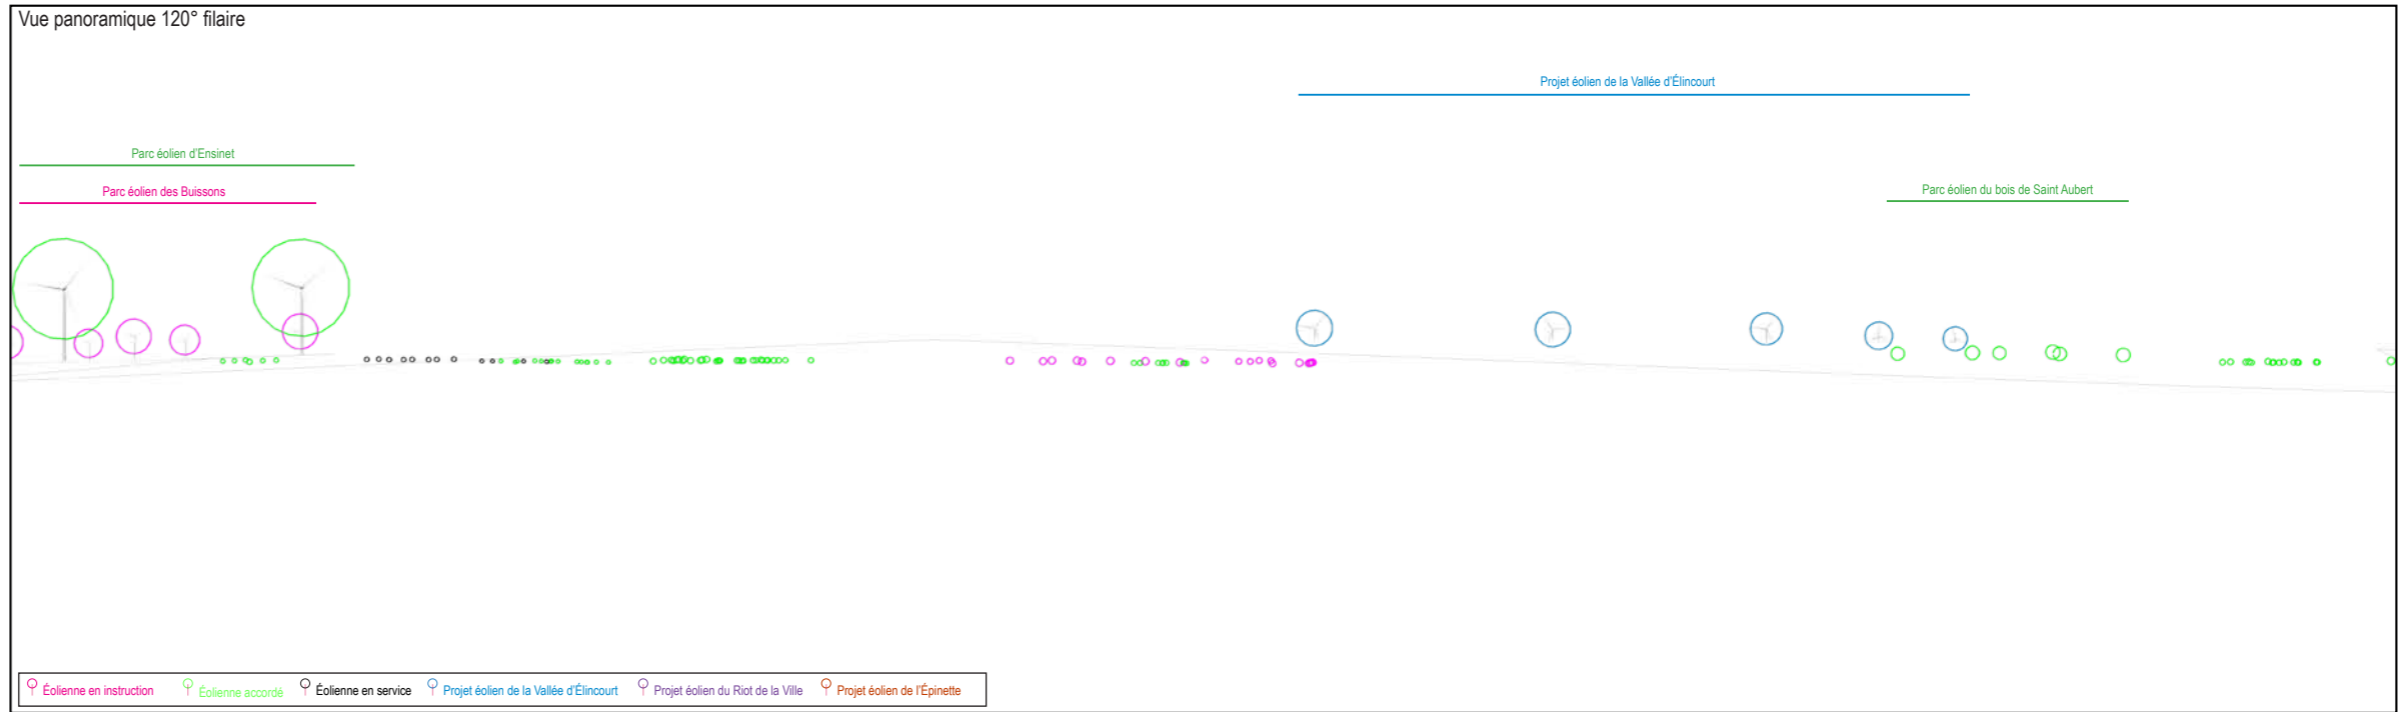 Vue panoramique 120° filaire
Projet éolien de la Vallée d'Élincourt
Parc éolien d'Ensinet
Parc éolien des Buissons
Parc éolien du bois de Saint Aubert
Éolienne en instruction
Éolienne accordé
Éolienne en service
Projet éolien de la Vallée d'Élincourt
Projet éolien du Riot de la Ville
Projet éolien de l'Épinette